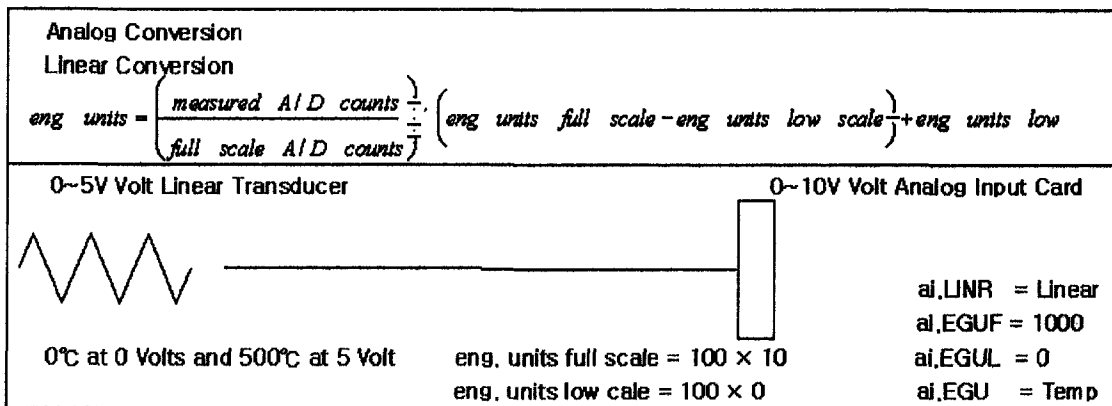 Analog Conversion
Linear Conversion
eng units = (measured A/D counts / full scale A/D counts) · (eng units full scale - eng units low scale) + eng units low
0~5V Volt Linear Transducer
0~10V Volt Analog Input Card
0℃ at 0 Volts and 500℃ at 5 Volt
eng. units full scale = 100 × 10
eng. units low cale = 100 × 0
ai.LINR = Linear
ai.EGUF = 1000
ai.EGUL = 0
ai.EGU = Temp